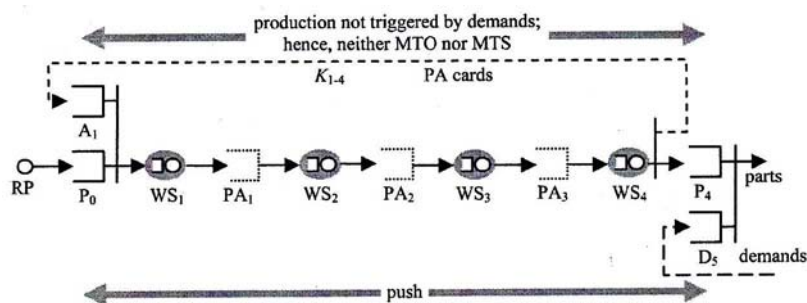 production not triggered by demands;
hence, neither MTO nor MTS
K1-4 PA cards
A1
RP
P0
WS1
PA1
WS2
PA2
WS3
PA3
WS4
P4
parts
D5
demands
push